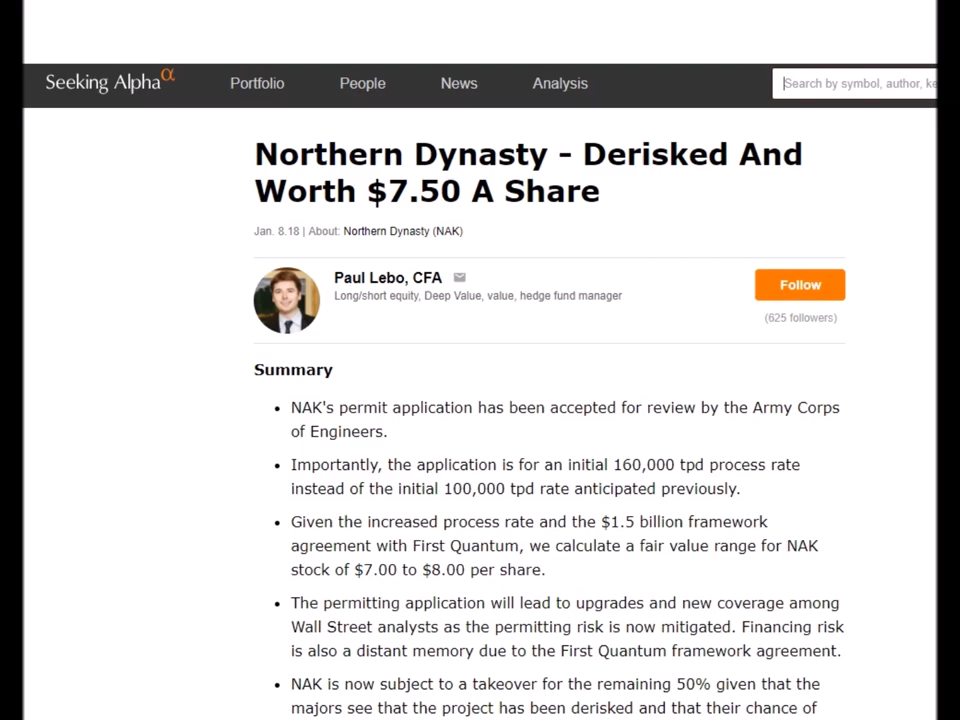 Seeking Alpha α Portfolio People News Analysis Search by symbol, author, ke
Northern Dynasty - Derisked And
Worth $7.50 A Share
Jan. 8.18 | About: Northern Dynasty (NAK)
Paul Lebo, CFA
Long/short equity, Deep Value, value, hedge fund manager
Follow
(625 followers)
Summary
• NAK's permit application has been accepted for review by the Army Corps
of Engineers.
• Importantly, the application is for an initial 160,000 tpd process rate
instead of the initial 100,000 tpd rate anticipated previously.
• Given the increased process rate and the $1.5 billion framework
agreement with First Quantum, we calculate a fair value range for NAK
stock of $7.00 to $8.00 per share.
• The permitting application will lead to upgrades and new coverage among
Wall Street analysts as the permitting risk is now mitigated. Financing risk
is also a distant memory due to the First Quantum framework agreement.
• NAK is now subject to a takeover for the remaining 50% given that the
majors see that the project has been derisked and that their chance of